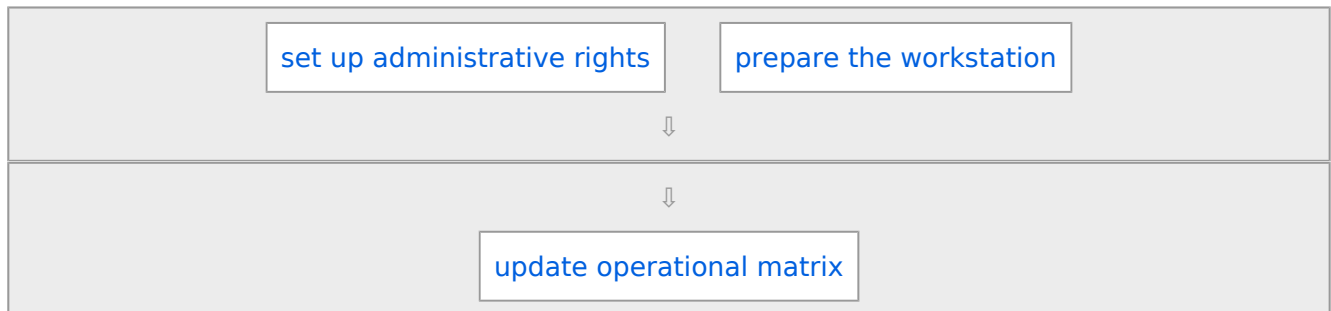 set up administrative rights
prepare the workstation
⇩
⇩
update operational matrix